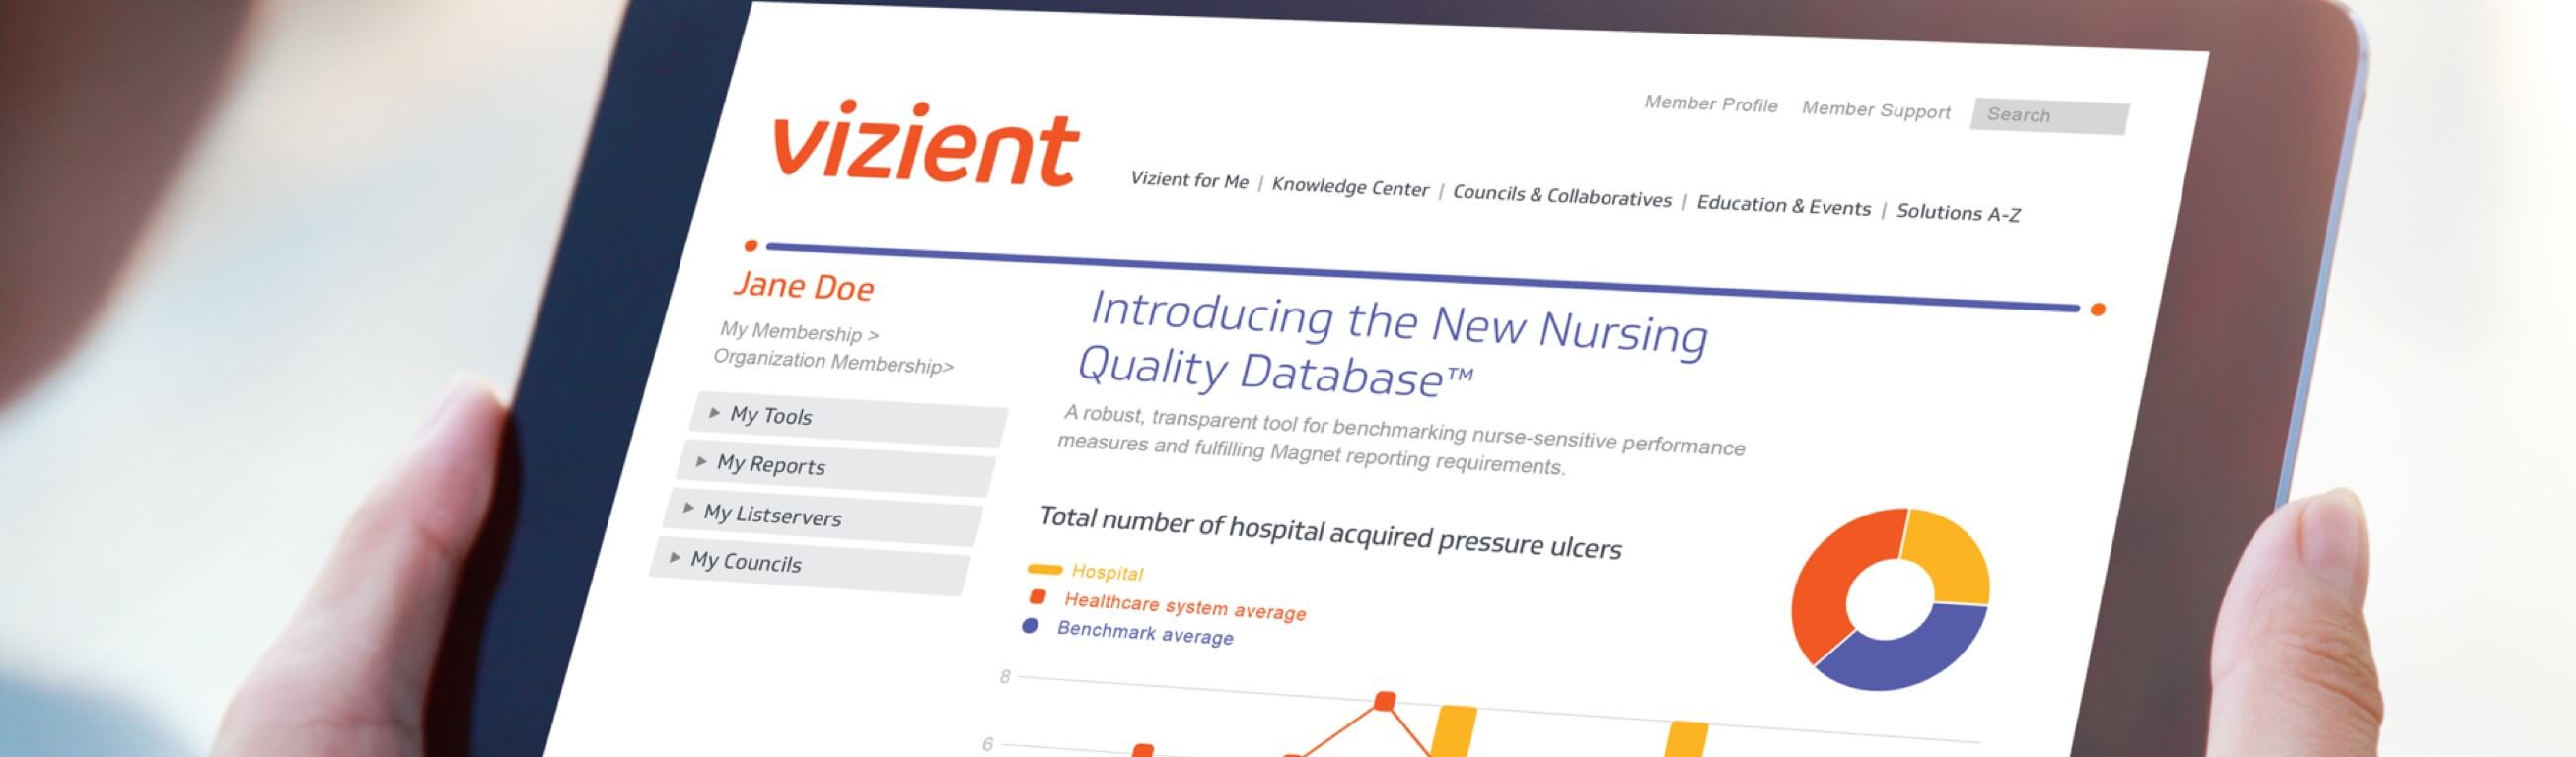 Member Profile Member Support Search
vizient
Vizient for Me | Knowledge Center | Councils & Collaboratives | Education & Events | Solutions A-Z
Jane Doe
My Membership >
Organization Membership>
My Tools
My Reports
My Listservers
My Councils
Introducing the New Nursing
Quality Database™
A robust, transparent tool for benchmarking nurse-sensitive performance
measures and fulfilling Magnet reporting requirements.
Total number of hospital acquired pressure ulcers
Hospital
Healthcare system average
Benchmark average
8
6